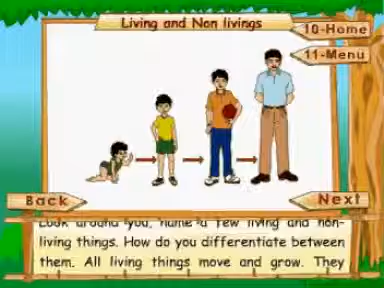 Living and Non livings
10-Home
11-Menu
Back
Next
Look around you, name a few living and non-
living things. How do you differentiate between
them. All living things move and grow. They